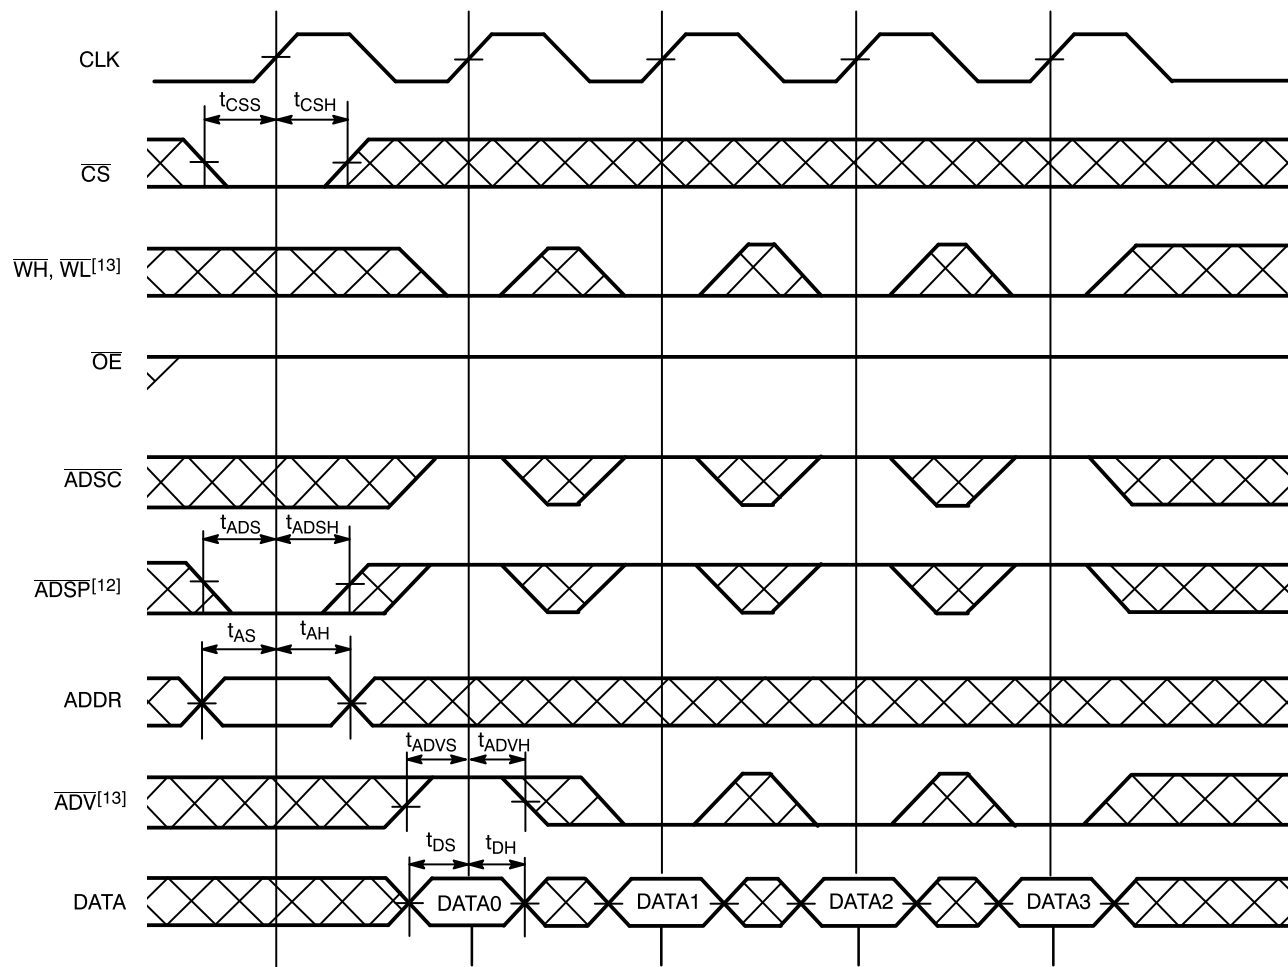 CLK
tCSS tCSH
CS
WH, WL[13]
OE
ADSC
tADS tADSH
ADSP[12]
tAS tAH
ADDR
tADVS tADVH
ADV[13]
tDS tDH
DATA DATA0 DATA1 DATA2 DATA3